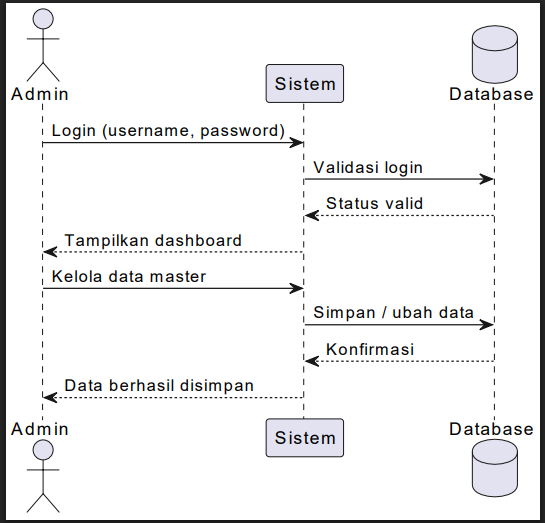 Admin
Sistem
Database
Login (username, password)
Validasi login
Status valid
Tampilkan dashboard
Kelola data master
Simpan / ubah data
Konfirmasi
Data berhasil disimpan
Admin
Sistem
Database